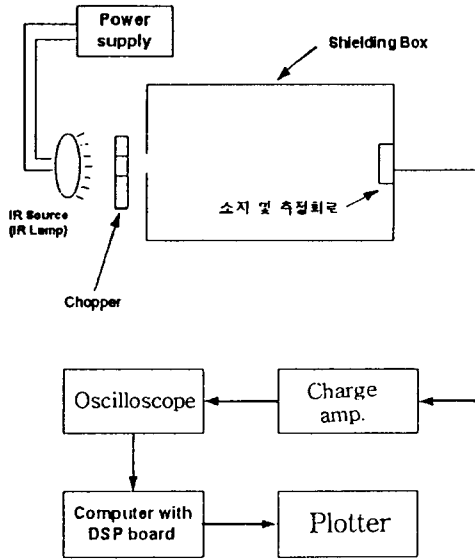 Power
supply
Shielding Box
IR Source
(IR Lamp)
소자 및 측정회로
Chopper
Oscilloscope
Charge
amp.
Computer with
DSP board
Plotter